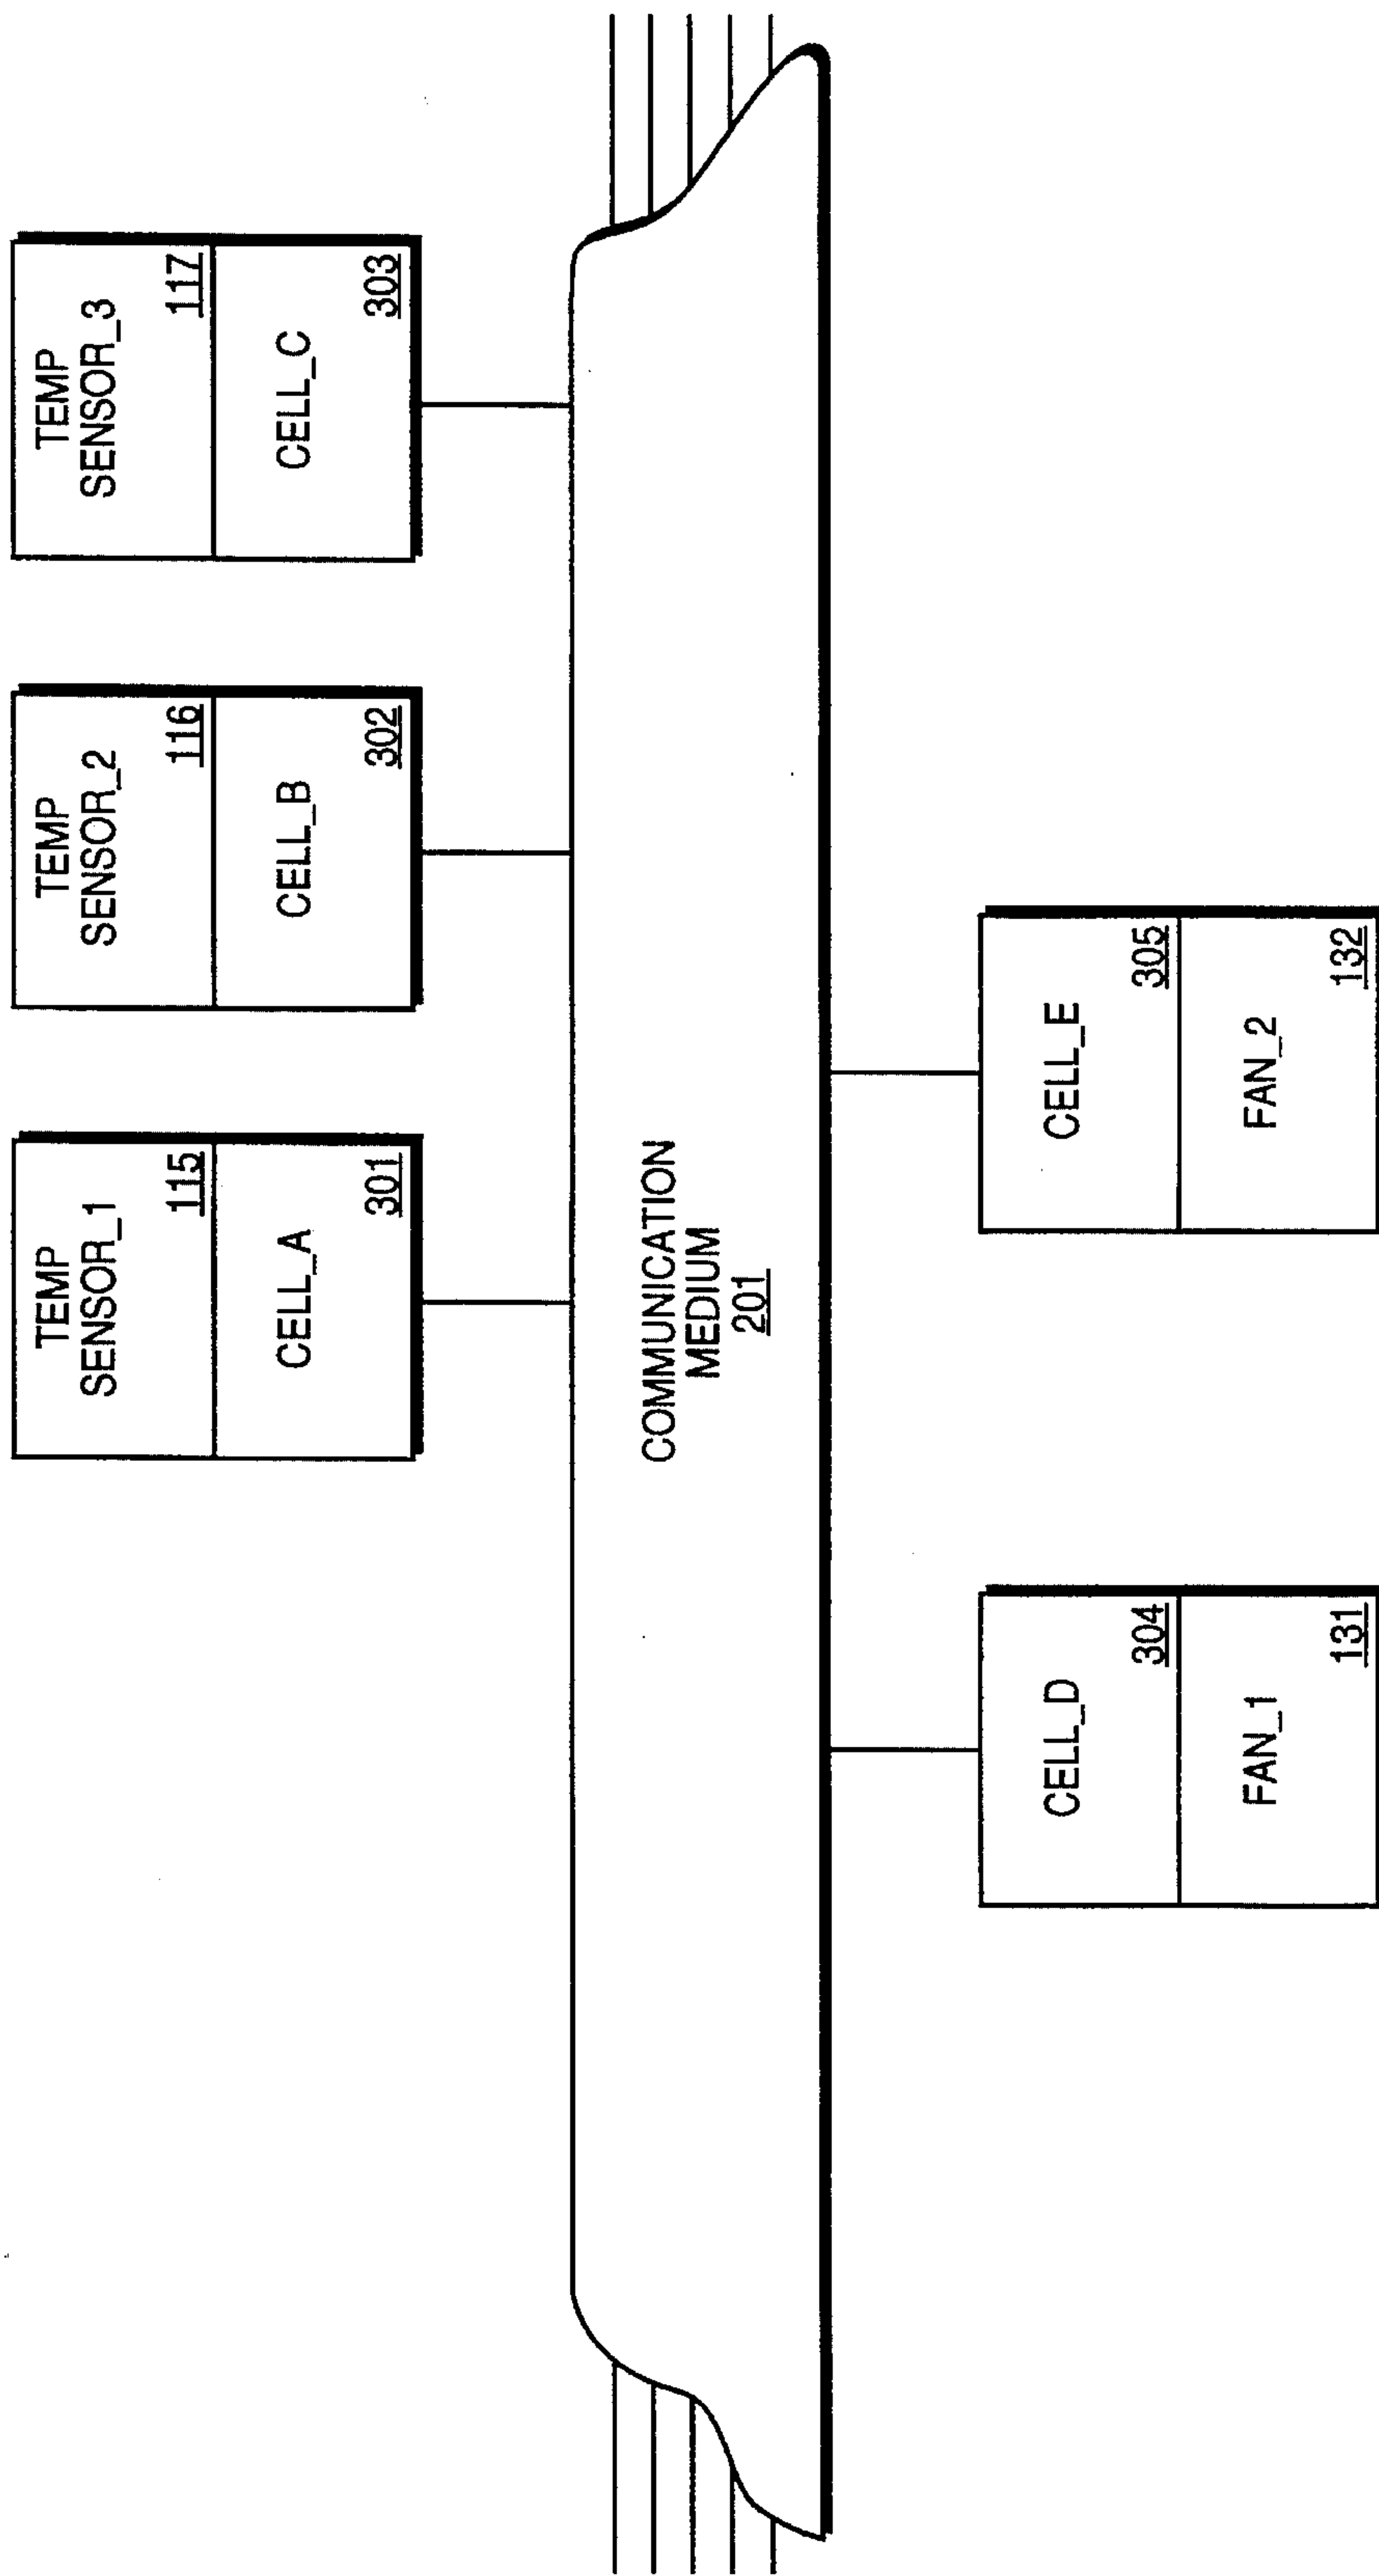 TEMP
SENSOR_1
115
CELL_A
301
TEMP
SENSOR_2
116
CELL_B
302
TEMP
SENSOR_3
117
CELL_C
303
COMMUNICATION
MEDIUM
201
CELL_D
304
FAN_1
131
CELL_E
305
FAN_2
132